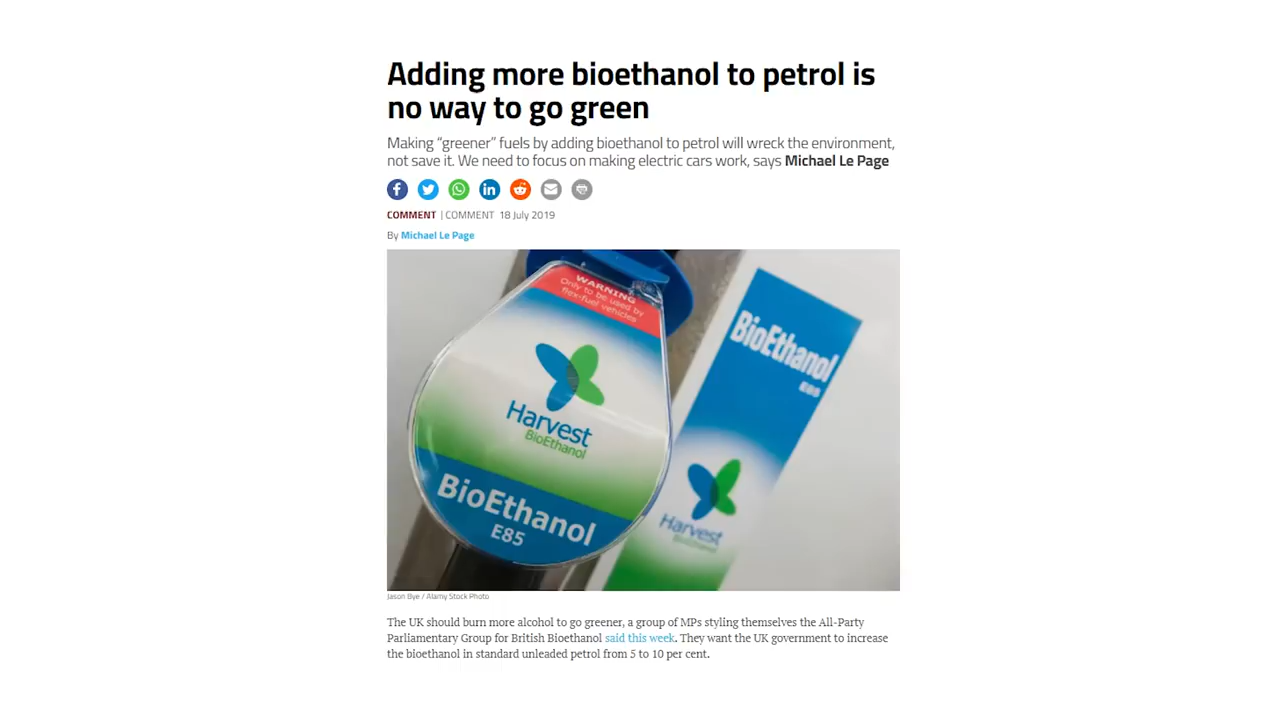 Adding more bioethanol to petrol is
no way to go green
Making “greener” fuels by adding bioethanol to petrol will wreck the environment,
not save it. We need to focus on making electric cars work, says Michael Le Page
COMMENT | COMMENT 18 July 2019
By Michael Le Page
WARNING
Only to be used by
flex-fuel vehicles
Harvest
BioEthanol
BioEthanol
E85
BioEthanol
E85
Harvest
BioEthanol
Jason Bye / Alamy Stock Photo
The UK should burn more alcohol to go greener, a group of MPs styling themselves the All-Party
Parliamentary Group for British Bioethanol said this week. They want the UK government to increase
the bioethanol in standard unleaded petrol from 5 to 10 per cent.